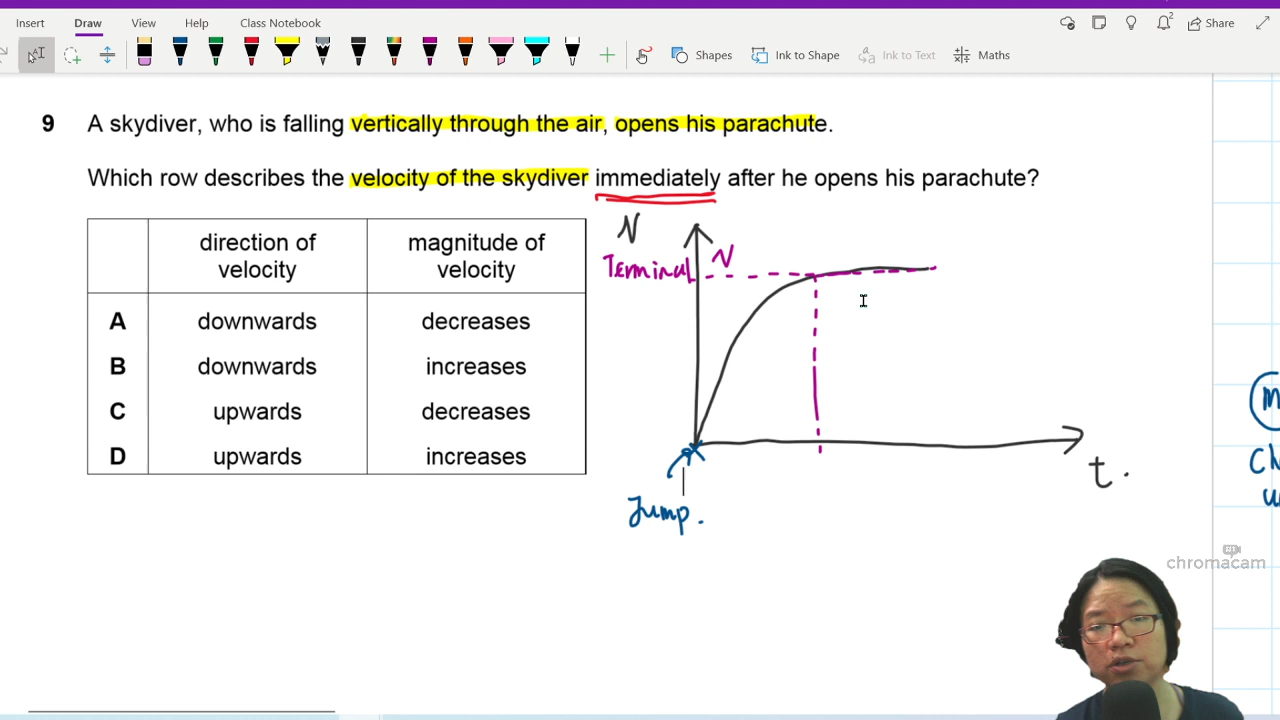 Insert Draw View Help Class Notebook
2 Share
Shapes Ink to Shape Ink to Text Maths
9 A skydiver, who is falling vertically through the air, opens his parachute.
Which row describes the velocity of the skydiver immediately after he opens his parachute?
direction of velocity magnitude of velocity
A downwards decreases
B downwards increases
C upwards decreases
D upwards increases
V
Terminal V
t.
Jump.
m
Ch
u
chromacam